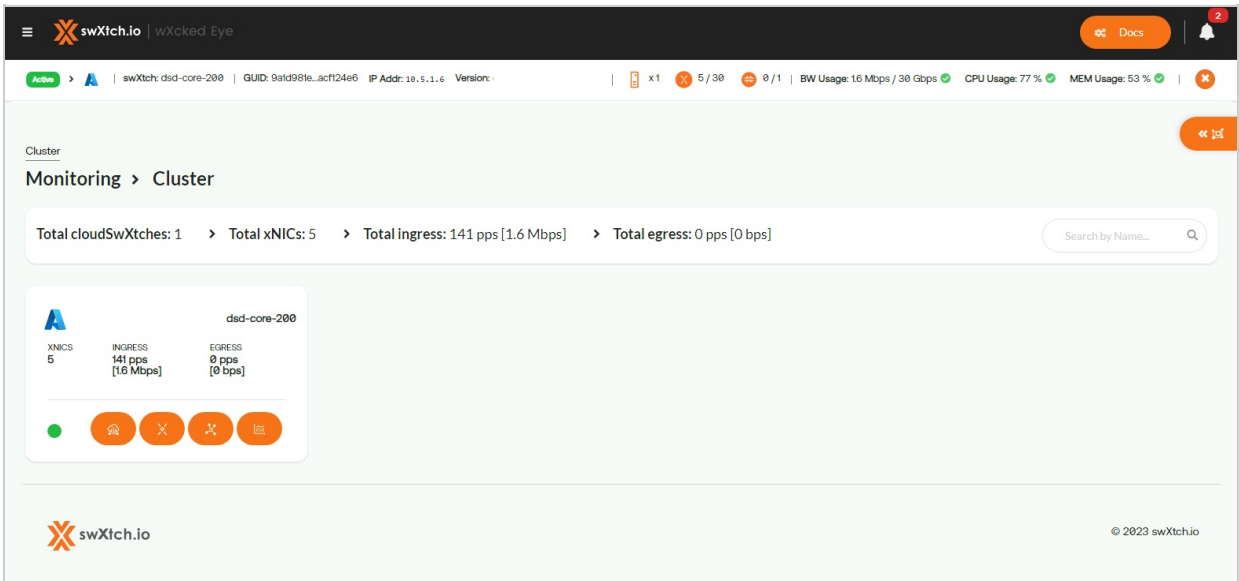 swXtch.io | wXcked Eye
Docs
2
Active > | swXtch: dsd-core-200 | GUID: 9afd981e...acf124e6 IP Addr: 10.5.1.6 Version: | x1 5/30 0/1 | BW Usage: 1.6 Mbps / 30 Gbps CPU Usage: 77 % MEM Usage: 53 % |
Cluster
Monitoring > Cluster
Total cloudSwXtches: 1 > Total xNICs: 5 > Total ingress: 141 pps [1.6 Mbps] > Total egress: 0 pps [0 bps] Search by Name...
dsd-core-200
XNICS INGRESS EGRESS
5 141 pps 0 pps
[1.6 Mbps] [0 bps]
swXtch.io
© 2023 swXtch.io